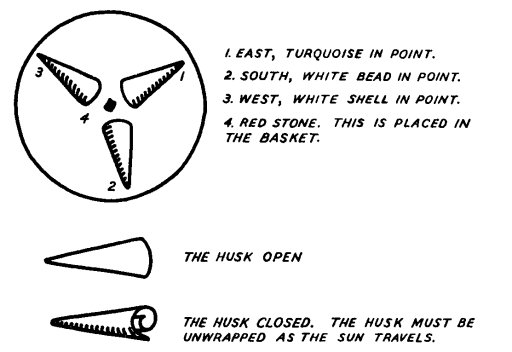 3
1
4
2
1. EAST, TURQUOISE IN POINT.
2. SOUTH, WHITE BEAD IN POINT.
3. WEST, WHITE SHELL IN POINT.
4. RED STONE. THIS IS PLACED IN
THE BASKET.
THE HUSK OPEN
THE HUSK CLOSED. THE HUSK MUST BE
UNWRAPPED AS THE SUN TRAVELS.